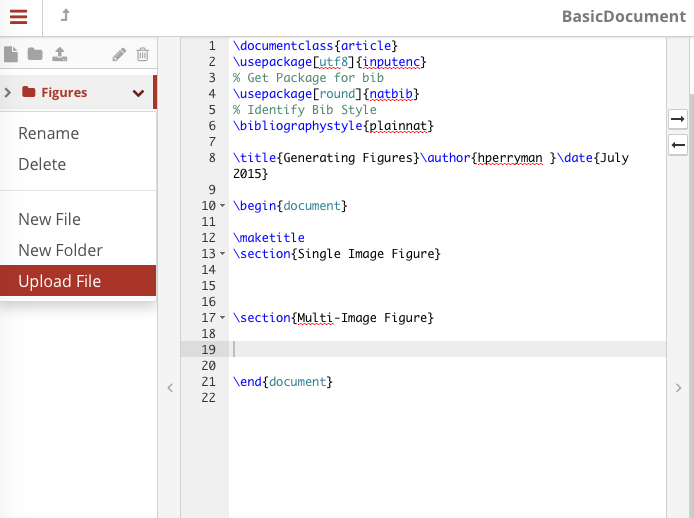 BasicDocument
Figures
Rename
Delete
New File
New Folder
Upload File
1 \documentclass{article}
2 \usepackage[utf8]{inputenc}
3 % Get Package for bib
4 \usepackage[round]{natbib}
5 % Identify Bib Style
6 \bibliographystyle{plainnat}
7
8 \title{Generating Figures}\author{hperryman }\date{July
2015}
9
10 \begin{document}
11
12 \maketitle
13 \section{Single Image Figure}
14
15
16
17 \section{Multi-Image Figure}
18
19
20
21 \end{document}
22